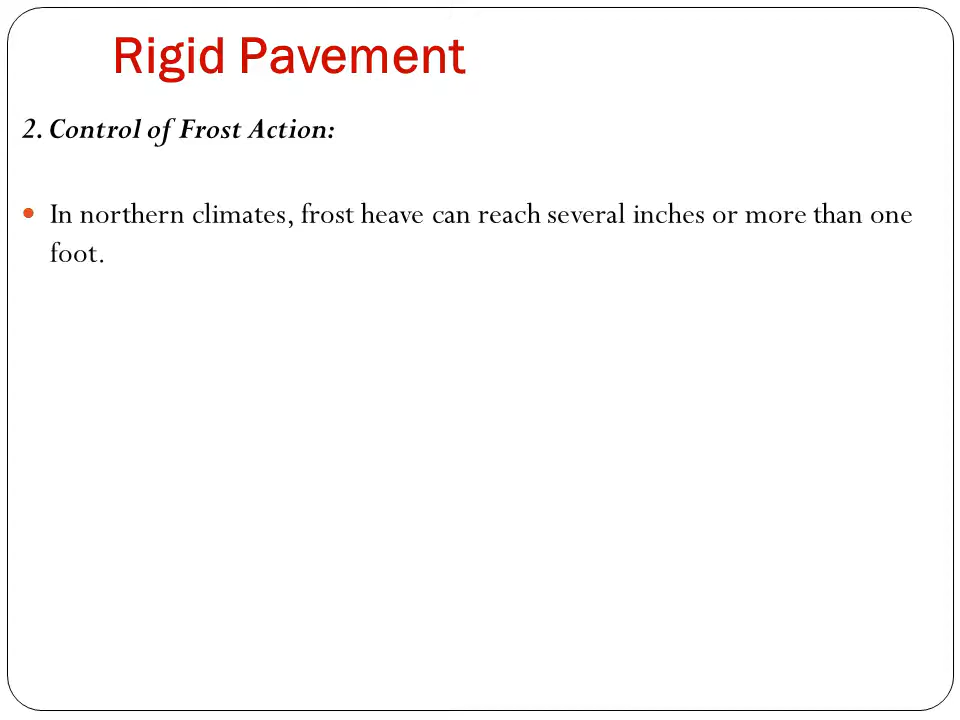 Rigid Pavement
2. Control of Frost Action:
• In northern climates, frost heave can reach several inches or more than one
foot.